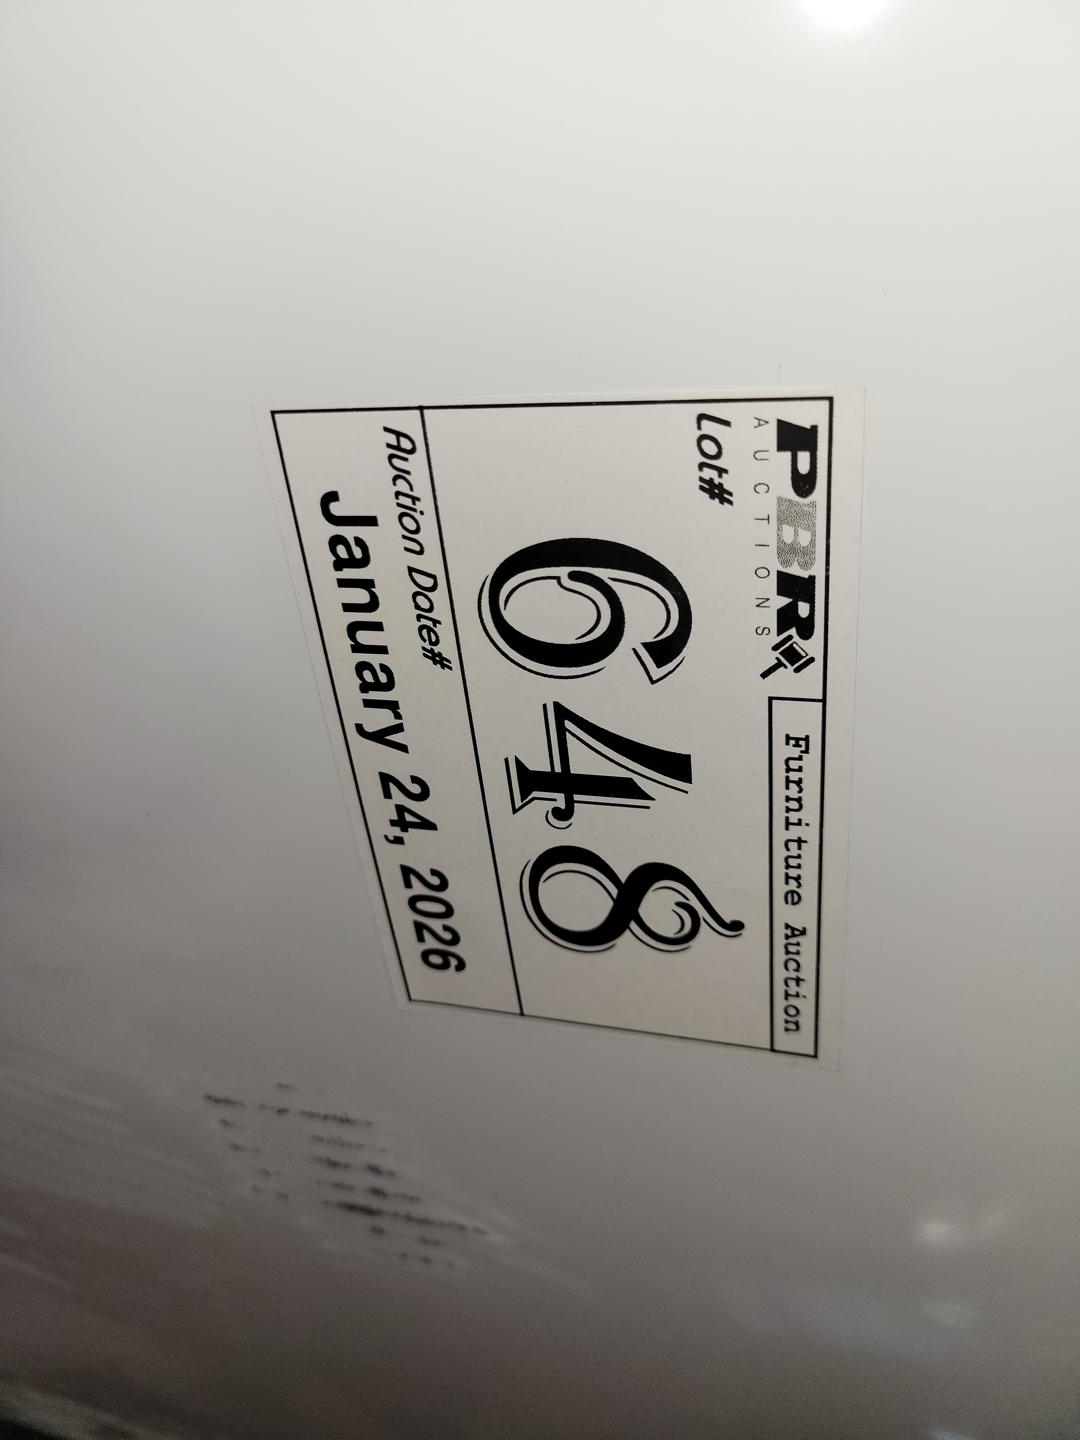 PBR
AUCTIONS
Furniture Auction
Lot#
648
Auction Date#
January 24, 2026